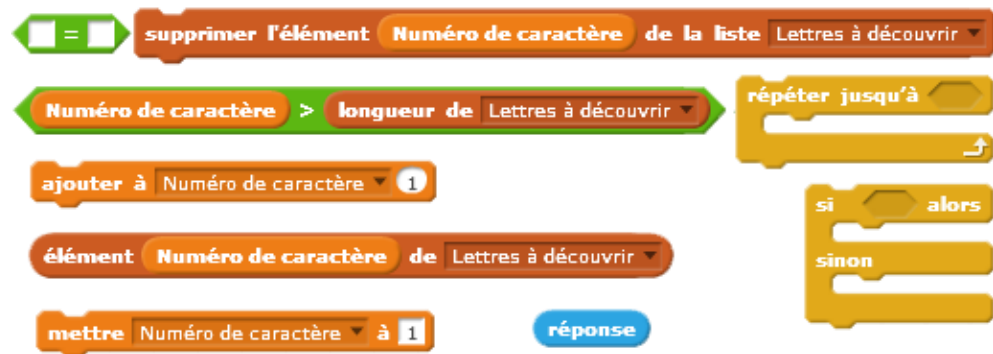 =
supprimer l'élément Numéro de caractère de la liste Lettres à découvrir
Numéro de caractère > longueur de Lettres à découvrir
répéter jusqu'à
ajouter à Numéro de caractère 1
si alors
sinon
élément Numéro de caractère de Lettres à découvrir
mettre Numéro de caractère à 1
réponse